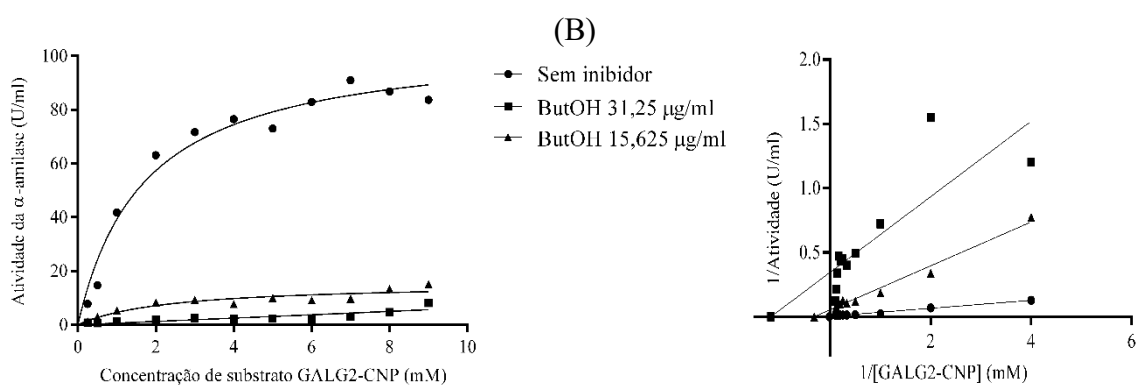 (B)
Atividade da α-amilase (U/ml)
100
80
60
40
20
0
0
2
4
6
8
10
Concentração de substrato GALG2-CNP (mM)
Sem inibidor
ButOH 31,25 µg/ml
ButOH 15,625 µg/ml
1/Atividade (U/ml)
2.0
1.5
1.0
0.5
2
4
6
1/[GALG2-CNP] (mM)